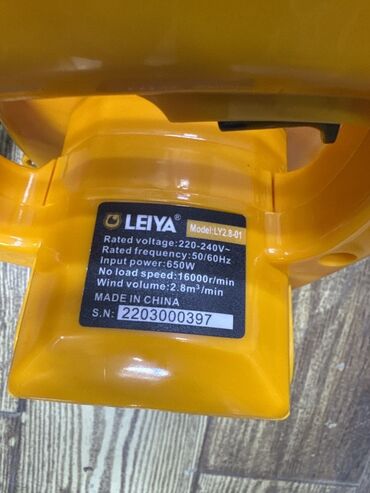 LEIYA® Model:LY2.8-01
Rated voltage:220-240V~
Rated frequency:50/60Hz
Input power:650W
No load speed:16000r/min
Wind volume:2.8m³/min
MADE IN CHINA
S.N: 2203000397